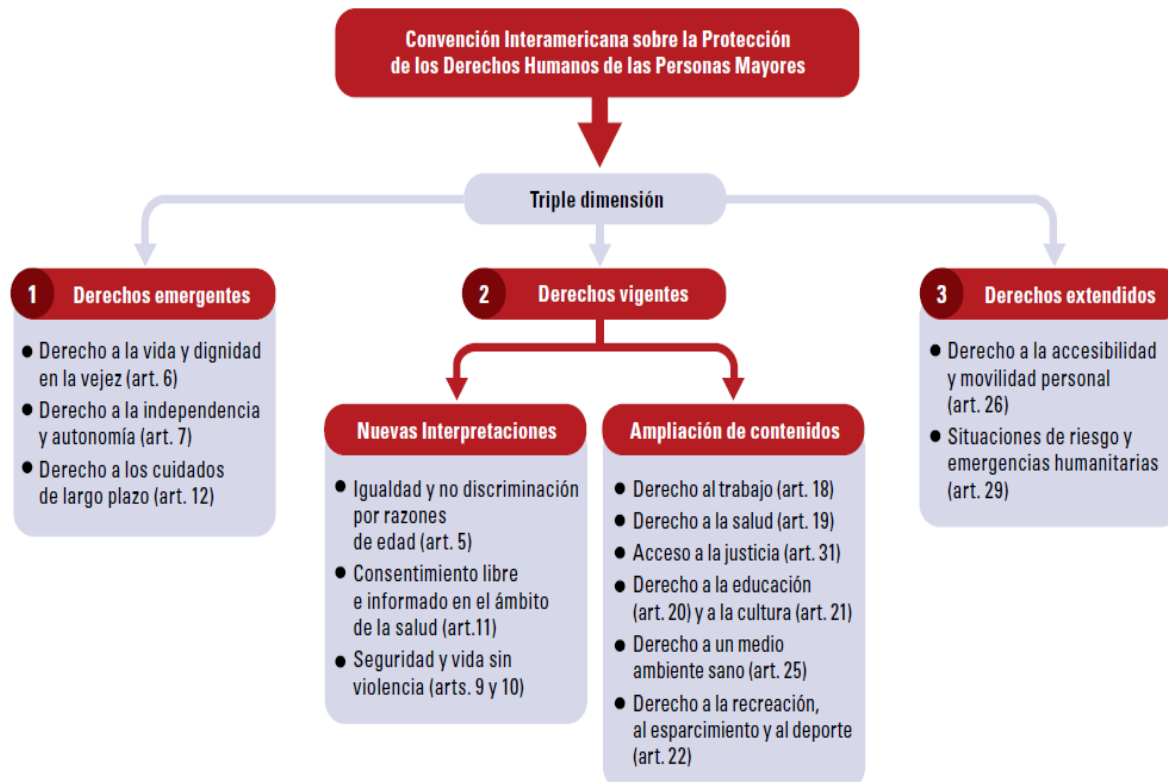 Convención Interamericana sobre la Protección
de los Derechos Humanos de las Personas Mayores
Triple dimensión
1 Derechos emergentes
● Derecho a la vida y dignidad
en la vejez (art. 6)
● Derecho a la independencia
y autonomía (art. 7)
● Derecho a los cuidados
de largo plazo (art. 12)
2 Derechos vigentes
Nuevas Interpretaciones
● Igualdad y no discriminación
por razones
de edad (art. 5)
● Consentimiento libre
e informado en el ámbito
de la salud (art.11)
● Seguridad y vida sin
violencia (arts. 9 y 10)
Ampliación de contenidos
● Derecho al trabajo (art. 18)
● Derecho a la salud (art. 19)
● Acceso a la justicia (art. 31)
● Derecho a la educación
(art. 20) y a la cultura (art. 21)
● Derecho a un medio
ambiente sano (art. 25)
● Derecho a la recreación,
al esparcimiento y al deporte
(art. 22)
3 Derechos extendidos
● Derecho a la accesibilidad
y movilidad personal
(art. 26)
● Situaciones de riesgo y
emergencias humanitarias
(art. 29)